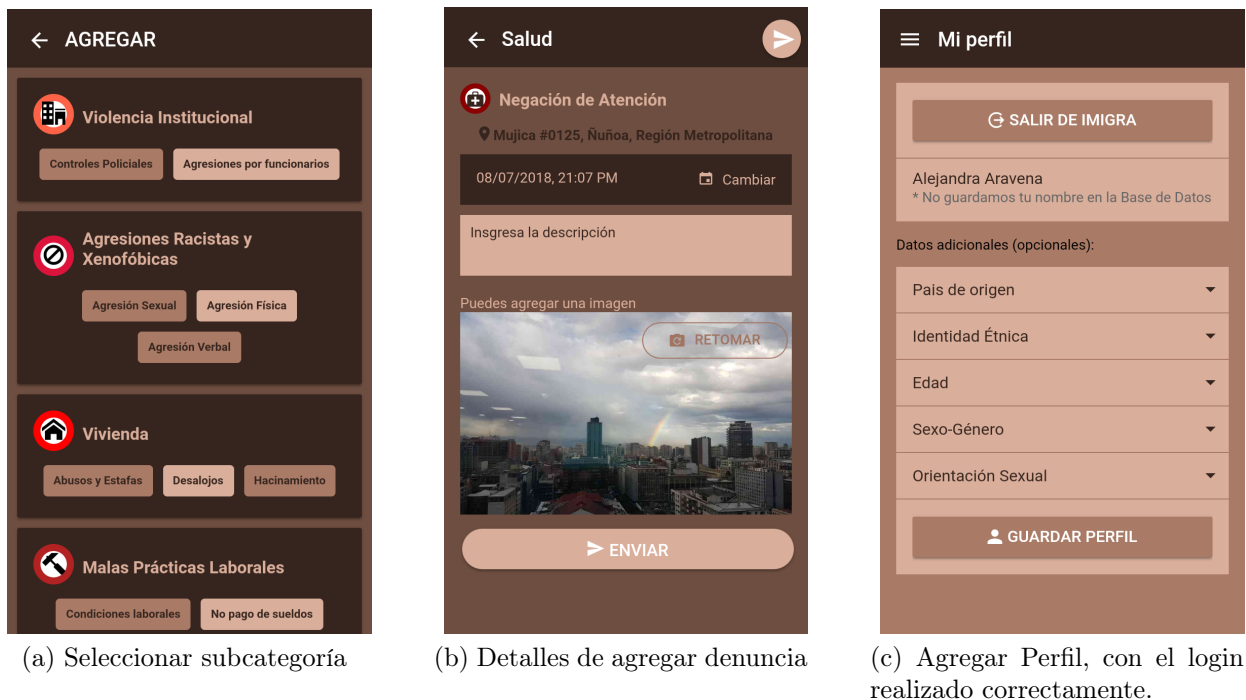 AGREGAR
Violencia Institucional
Controles Policiales
Agresiones por funcionarios
Agresiones Racistas y
Xenofóbicas
Agresión Sexual
Agresión Física
Agresión Verbal
Vivienda
Abusos y Estafas
Desalojos
Hacinamiento
Malas Prácticas Laborales
Condiciones laborales
No pago de sueldos
(a) Seleccionar subcategoría
Salud
Negación de Atención
Mujica #0125, Ñuñoa, Región Metropolitana
08/07/2018, 21:07 PM
Cambiar
Insgresa la descripción
Puedes agregar una imagen
RETOMAR
ENVIAR
(b) Detalles de agregar denuncia
Mi perfil
SALIR DE IMIGRA
Alejandra Aravena
* No guardamos tu nombre en la Base de Datos
Datos adicionales (opcionales):
Pais de origen
Identidad Étnica
Edad
Sexo-Género
Orientación Sexual
GUARDAR PERFIL
(c) Agregar Perfil, con el login
realizado correctamente.